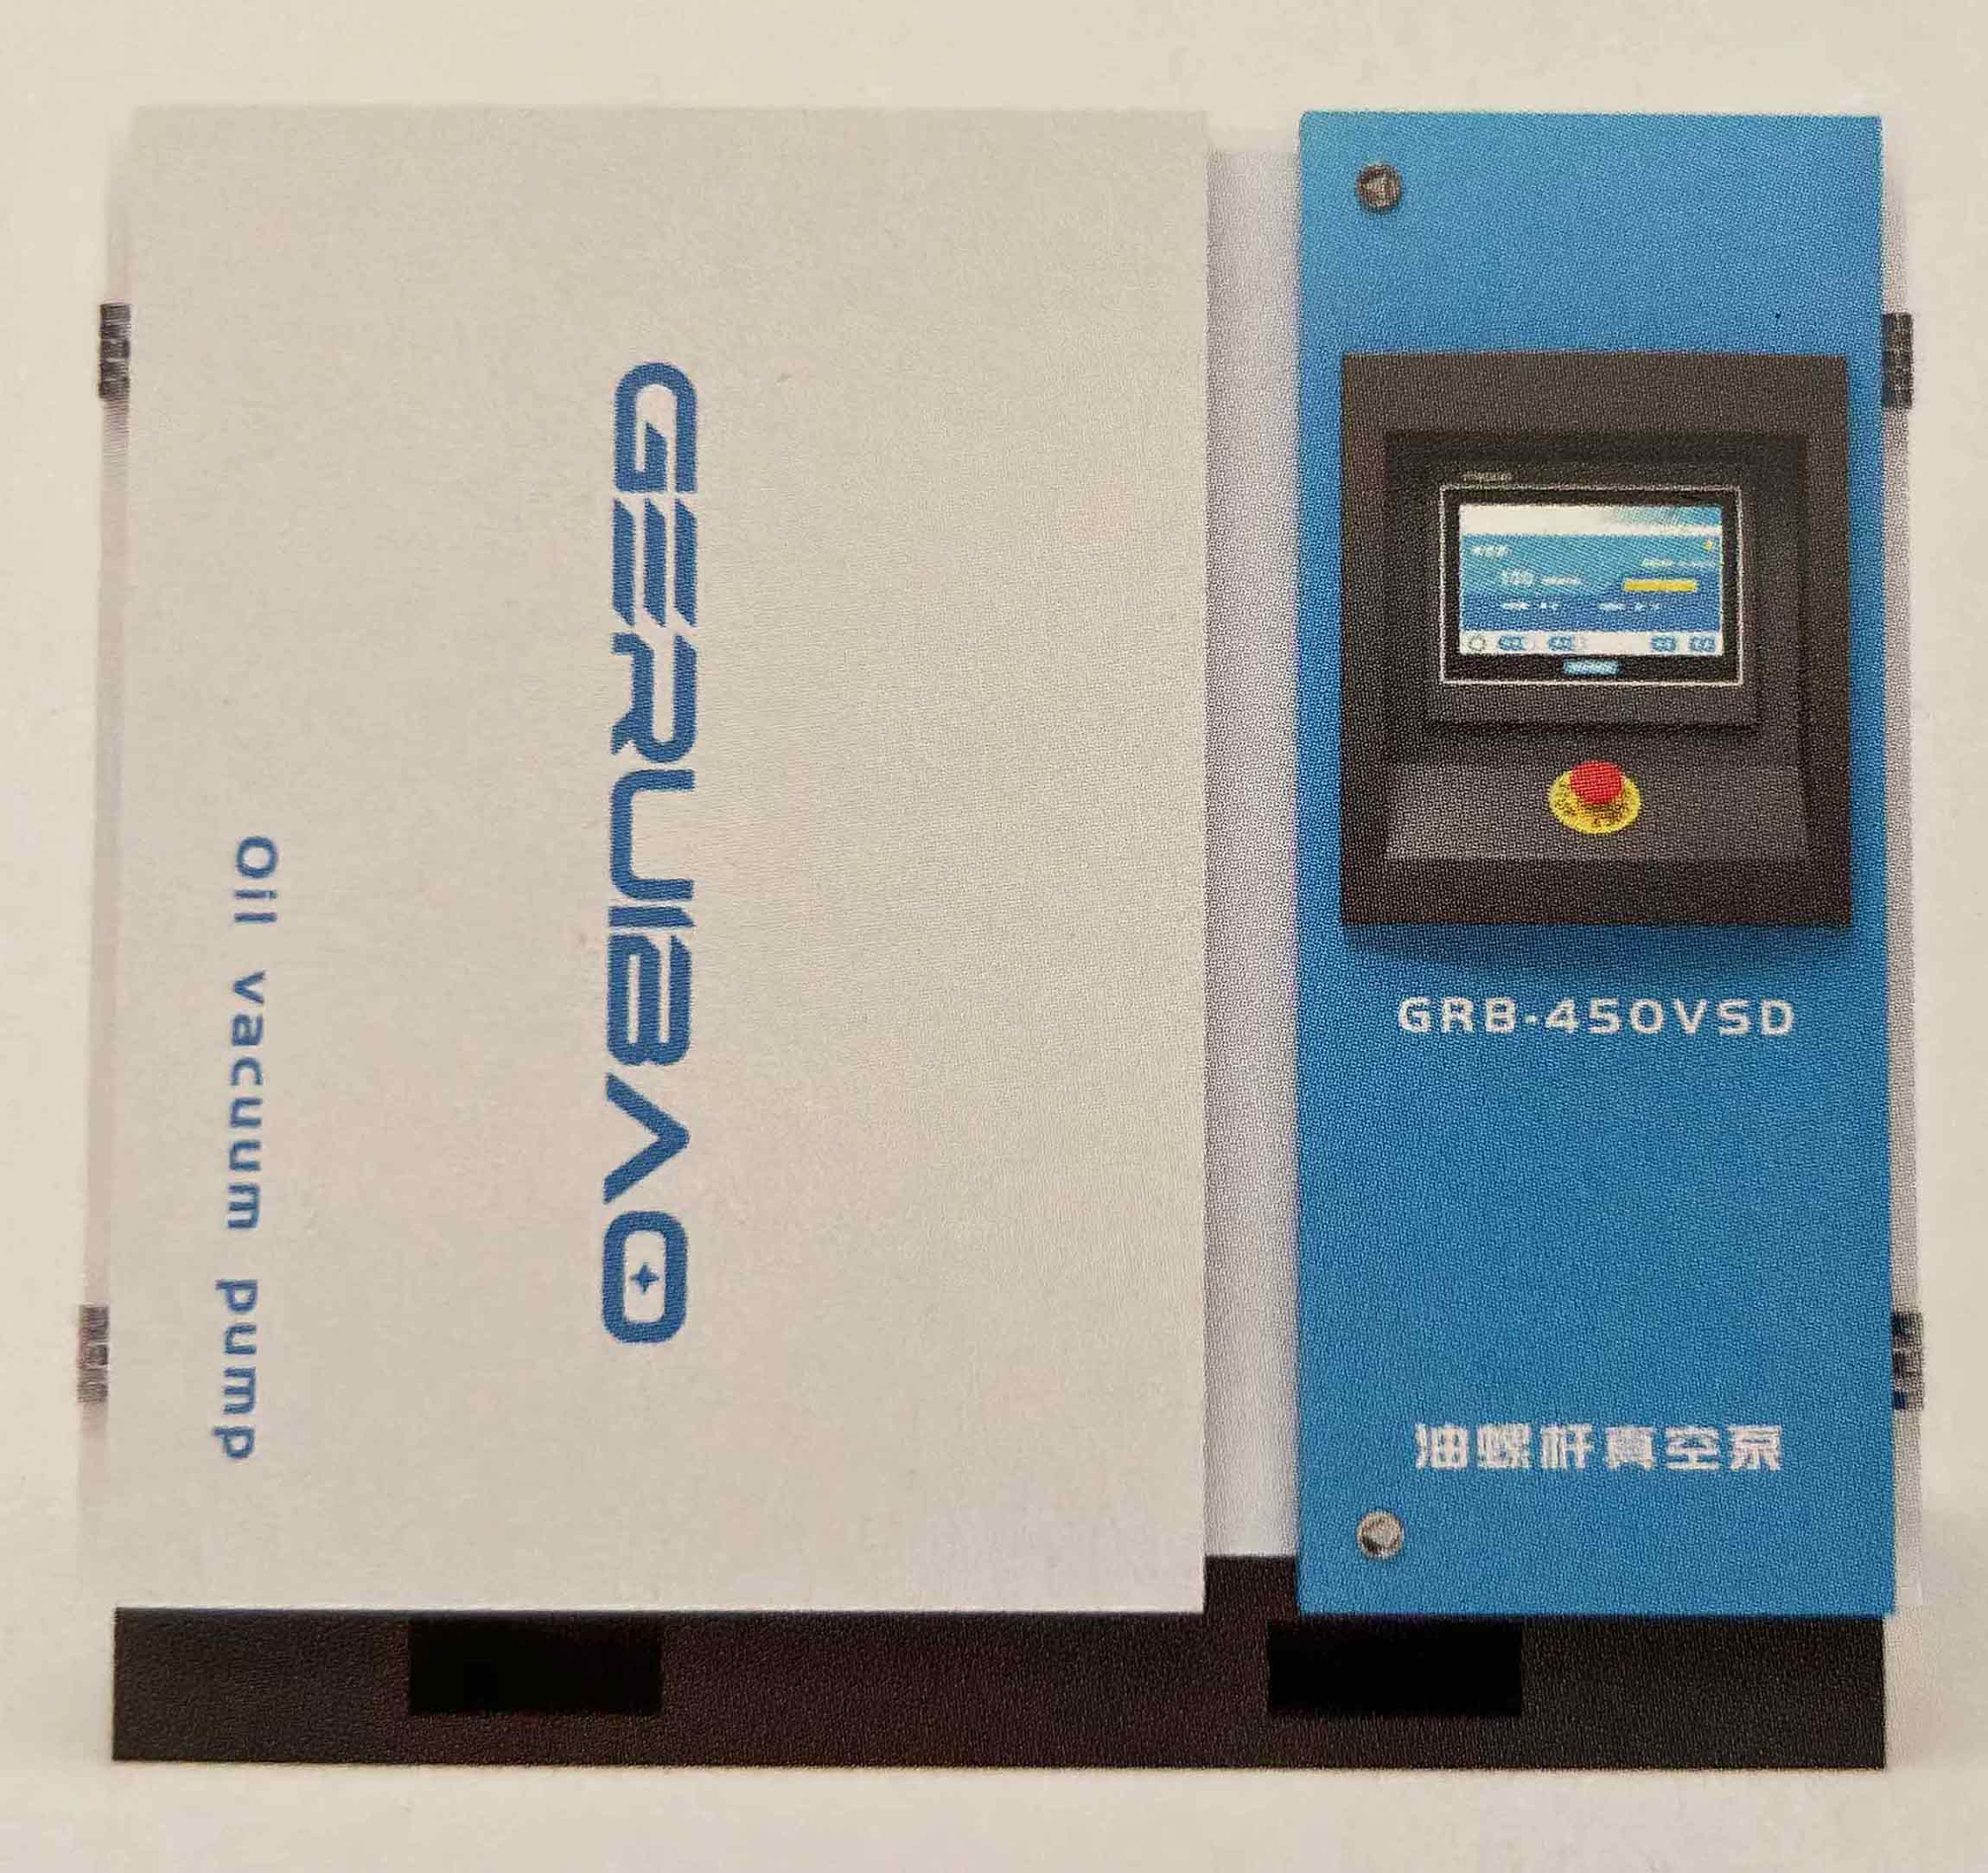 GERUIBAO
Oil vacuum pump
GRB-450VSD
油螺杆真空泵